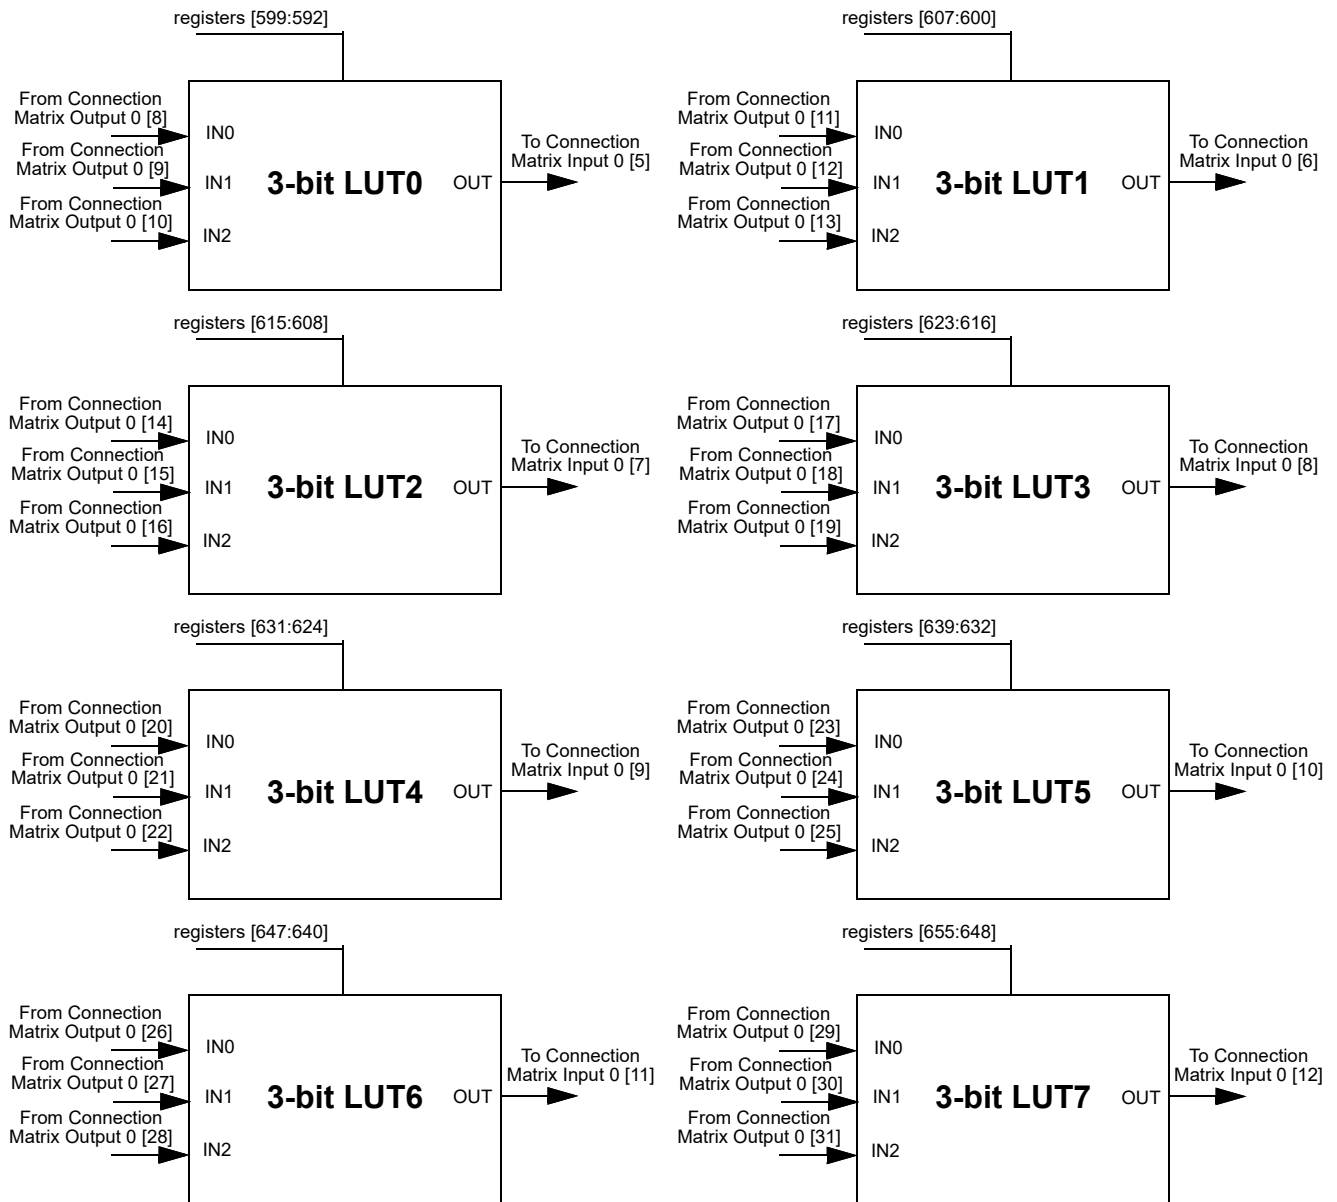 registers [599:592]
From Connection
Matrix Output 0 [8]
From Connection
Matrix Output 0 [9]
From Connection
Matrix Output 0 [10]
IN0
IN1
IN2
3-bit LUT0
OUT
To Connection
Matrix Input 0 [5]
registers [607:600]
From Connection
Matrix Output 0 [11]
From Connection
Matrix Output 0 [12]
From Connection
Matrix Output 0 [13]
IN0
IN1
IN2
3-bit LUT1
OUT
To Connection
Matrix Input 0 [6]
registers [615:608]
From Connection
Matrix Output 0 [14]
From Connection
Matrix Output 0 [15]
From Connection
Matrix Output 0 [16]
IN0
IN1
IN2
3-bit LUT2
OUT
To Connection
Matrix Input 0 [7]
registers [623:616]
From Connection
Matrix Output 0 [17]
From Connection
Matrix Output 0 [18]
From Connection
Matrix Output 0 [19]
IN0
IN1
IN2
3-bit LUT3
OUT
To Connection
Matrix Input 0 [8]
registers [631:624]
From Connection
Matrix Output 0 [20]
From Connection
Matrix Output 0 [21]
From Connection
Matrix Output 0 [22]
IN0
IN1
IN2
3-bit LUT4
OUT
To Connection
Matrix Input 0 [9]
registers [639:632]
From Connection
Matrix Output 0 [23]
From Connection
Matrix Output 0 [24]
From Connection
Matrix Output 0 [25]
IN0
IN1
IN2
3-bit LUT5
OUT
To Connection
Matrix Input 0 [10]
registers [647:640]
From Connection
Matrix Output 0 [26]
From Connection
Matrix Output 0 [27]
From Connection
Matrix Output 0 [28]
IN0
IN1
IN2
3-bit LUT6
OUT
To Connection
Matrix Input 0 [11]
registers [655:648]
From Connection
Matrix Output 0 [29]
From Connection
Matrix Output 0 [30]
From Connection
Matrix Output 0 [31]
IN0
IN1
IN2
3-bit LUT7
OUT
To Connection
Matrix Input 0 [12]